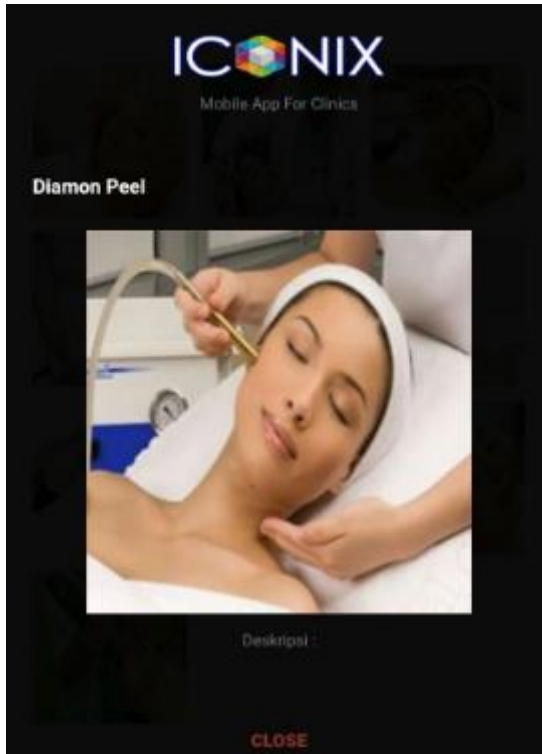 ICONIX
Mobile App For Clinics
Diamon Peel
Deskripsi :
CLOSE